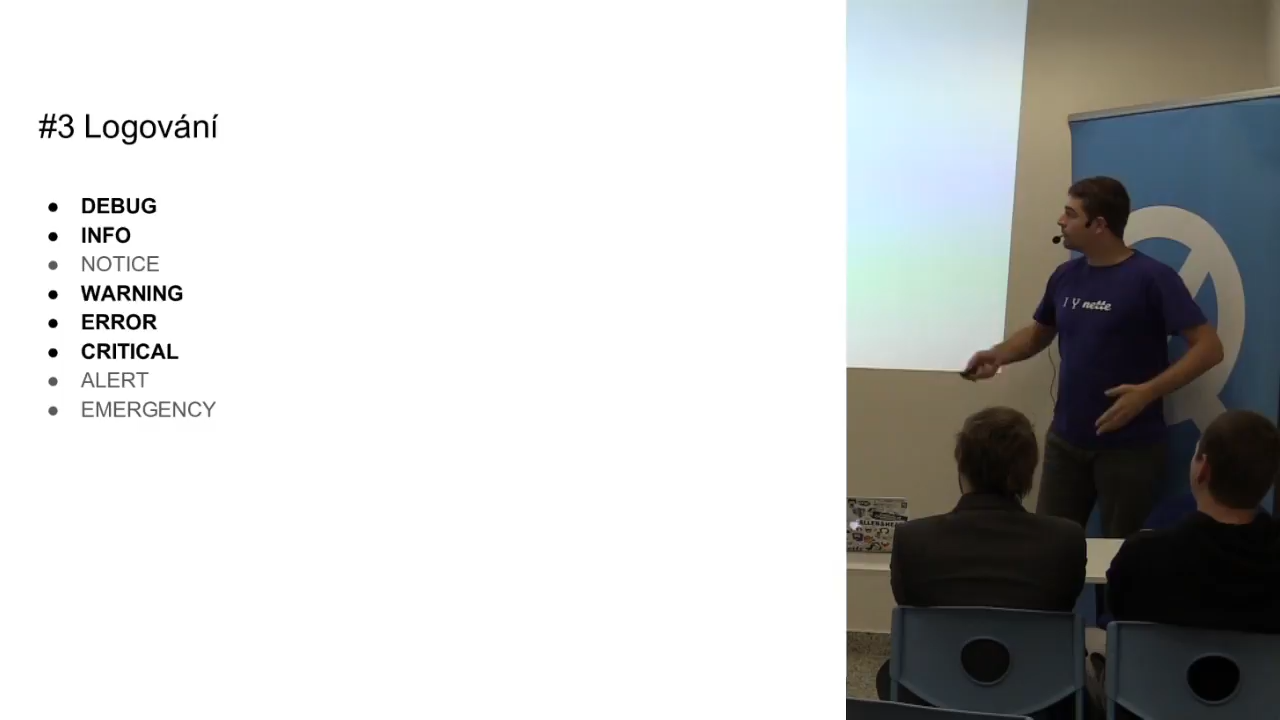 #3 Logování
● DEBUG
● INFO
● NOTICE
● WARNING
● ERROR
● CRITICAL
● ALERT
● EMERGENCY
I Y nette